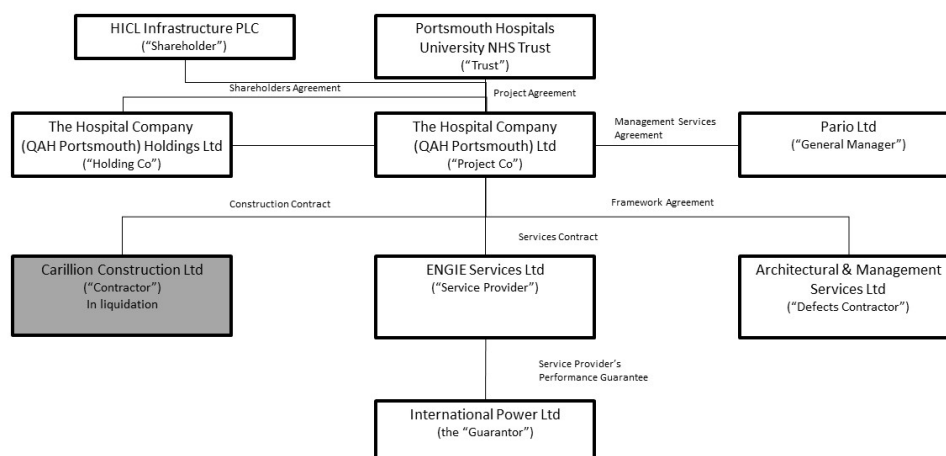 HICL Infrastructure PLC
(“Shareholder”)
Portsmouth Hospitals
University NHS Trust
(“Trust”)
Shareholders Agreement
Project Agreement
The Hospital Company
(QAH Portsmouth) Holdings Ltd
(“Holding Co”)
The Hospital Company
(QAH Portsmouth) Ltd
(“Project Co”)
Management Services
Agreement
Pario Ltd
(“General Manager”)
Construction Contract
Framework Agreement
Services Contract
Carillion Construction Ltd
(“Contractor”)
In liquidation
ENGIE Services Ltd
(“Service Provider”)
Architectural & Management
Services Ltd
(“Defects Contractor”)
Service Provider’s
Performance Guarantee
International Power Ltd
(the “Guarantor”)